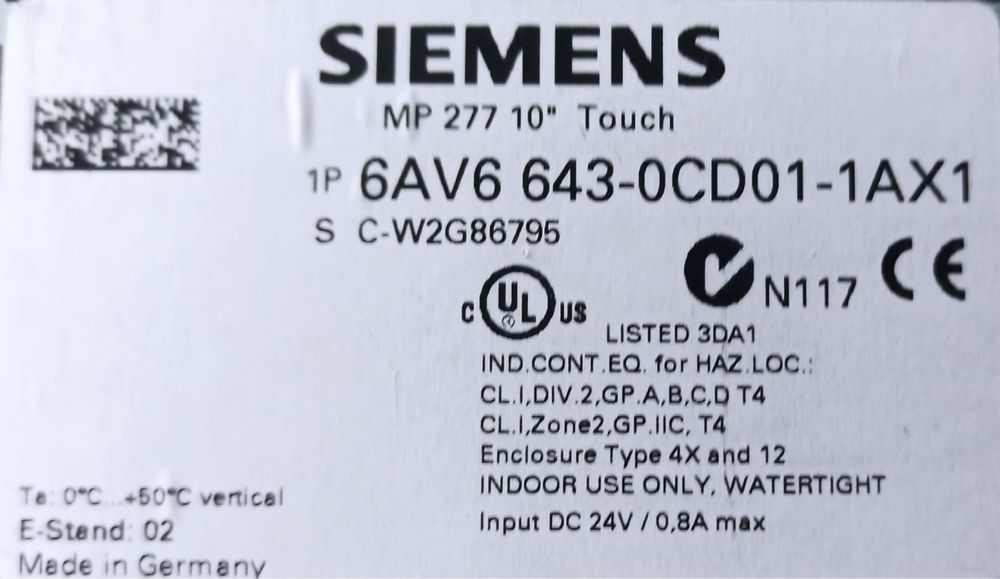 SIEMENS
MP 277 10" Touch
1P 6AV6 643-0CD01-1AX1
S C-W2G86795
N117 CE
C UL US
LISTED 3DA1
IND.CONT.EQ. for HAZ.LOC.:
CL.I,DIV.2,GP.A,B,C,D T4
CL.I,Zone2,GP.IIC, T4
Enclosure Type 4X and 12
INDOOR USE ONLY, WATERTIGHT
Input DC 24V / 0,8A max
Ta: 0°C...+50°C vertical
E-Stand: 02
Made in Germany